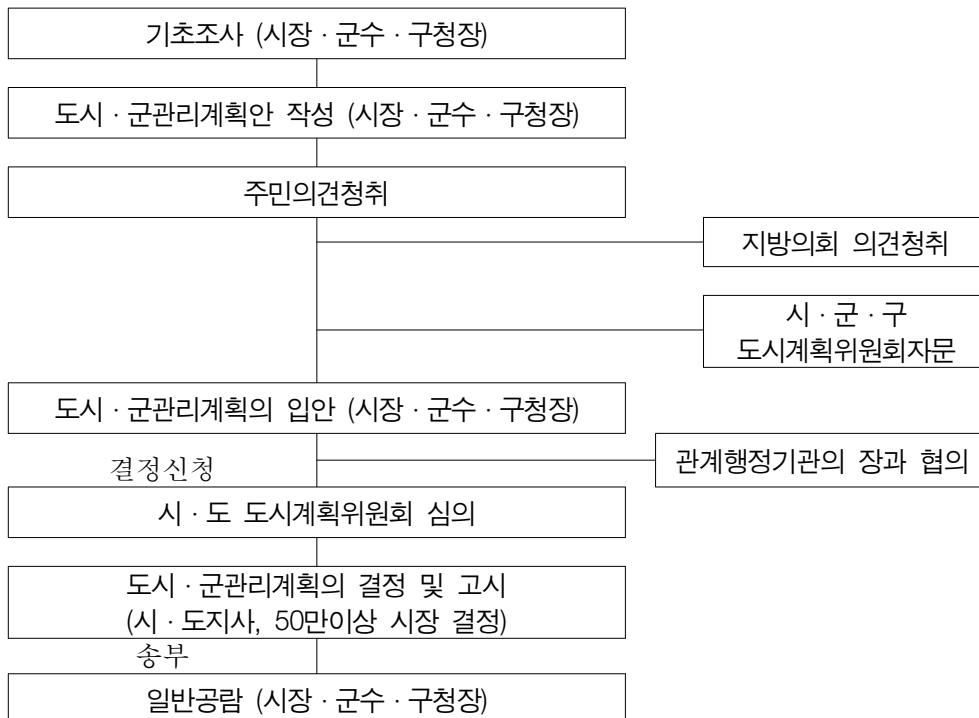 기초조사 (시장 · 군수 · 구청장)
도시 · 군관리계획안 작성 (시장 · 군수 · 구청장)
주민의견청취
지방의회 의견청취
시 · 군 · 구
도시계획위원회자문
도시 · 군관리계획의 입안 (시장 · 군수 · 구청장)
결정신청
관계행정기관의 장과 협의
시 · 도 도시계획위원회 심의
도시 · 군관리계획의 결정 및 고시
(시 · 도지사, 50만이상 시장 결정)
송부
일반공람 (시장 · 군수 · 구청장)